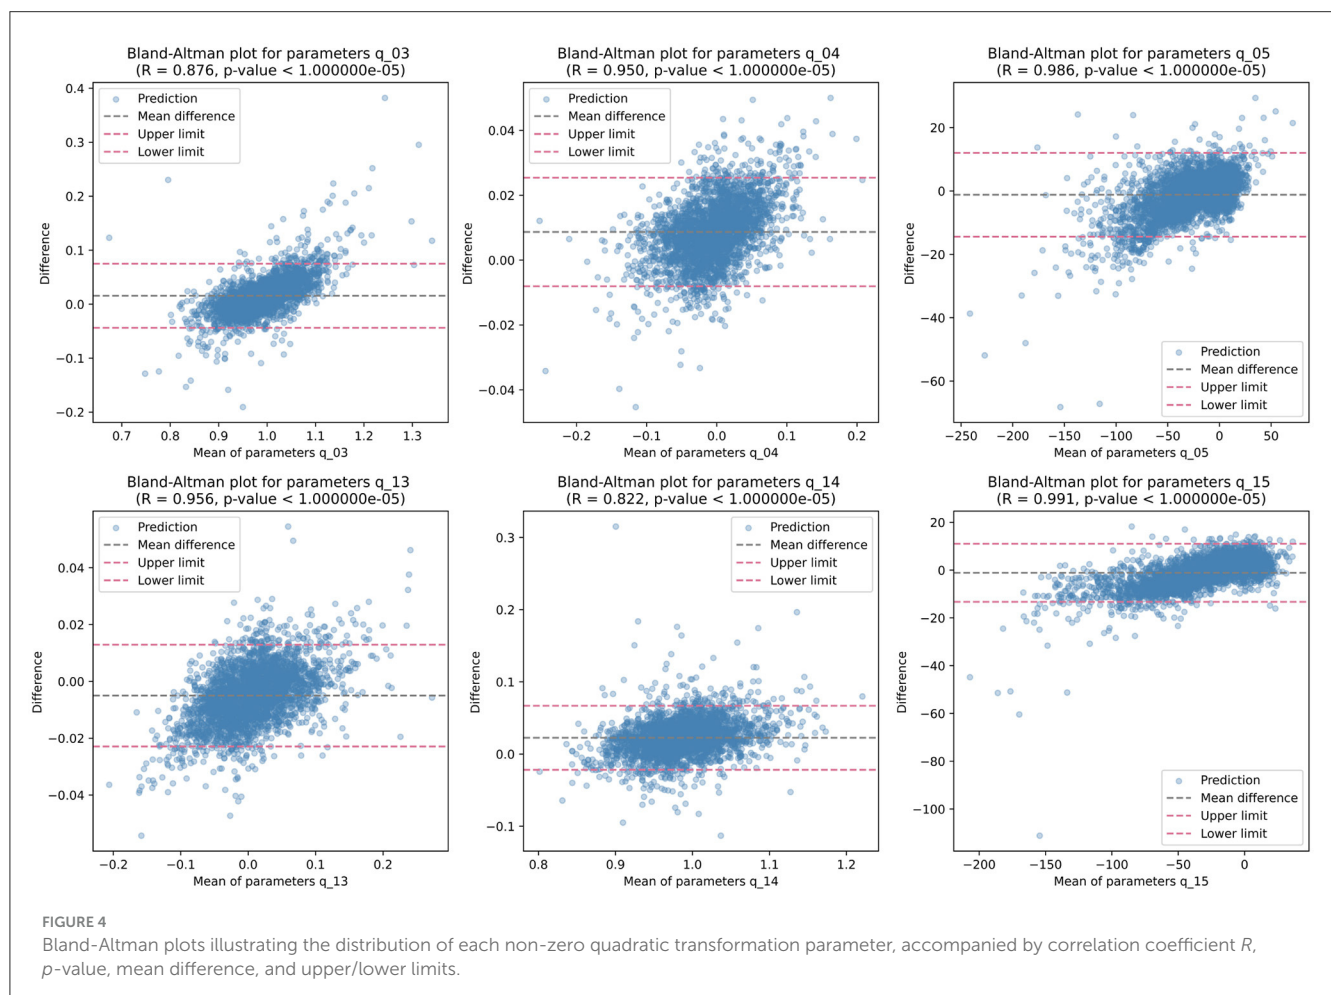 Bland-Altman plot for parameters q_03
(R = 0.876, p-value < 1.000000e-05)
Prediction
Mean difference
Upper limit
Lower limit
0.4
0.3
0.2
0.1
0.0
−0.1
−0.2
Difference
0.7 0.8 0.9 1.0 1.1 1.2 1.3
Mean of parameters q_03
Bland-Altman plot for parameters q_04
(R = 0.950, p-value < 1.000000e-05)
Prediction
Mean difference
Upper limit
Lower limit
0.04
0.02
0.00
−0.02
−0.04
Difference
−0.2 −0.1 0.0 0.1 0.2
Mean of parameters q_04
Bland-Altman plot for parameters q_05
(R = 0.986, p-value < 1.000000e-05)
20
0
−20
−40
−60
Difference
Prediction
Mean difference
Upper limit
Lower limit
−250 −200 −150 −100 −50 0 50
Mean of parameters q_05
Bland-Altman plot for parameters q_13
(R = 0.956, p-value < 1.000000e-05)
Prediction
Mean difference
Upper limit
Lower limit
0.04
0.02
0.00
−0.02
−0.04
Difference
−0.2 −0.1 0.0 0.1 0.2
Mean of parameters q_13
Bland-Altman plot for parameters q_14
(R = 0.822, p-value < 1.000000e-05)
Prediction
Mean difference
Upper limit
Lower limit
0.3
0.2
0.1
0.0
−0.1
Difference
0.8 0.9 1.0 1.1 1.2
Mean of parameters q_14
Bland-Altman plot for parameters q_15
(R = 0.991, p-value < 1.000000e-05)
20
0
−20
−40
−60
−80
−100
Difference
Prediction
Mean difference
Upper limit
Lower limit
−200 −150 −100 −50 0
Mean of parameters q_15
FIGURE 4
Bland-Altman plots illustrating the distribution of each non-zero quadratic transformation parameter, accompanied by correlation coefficient R,
p-value, mean difference, and upper/lower limits.